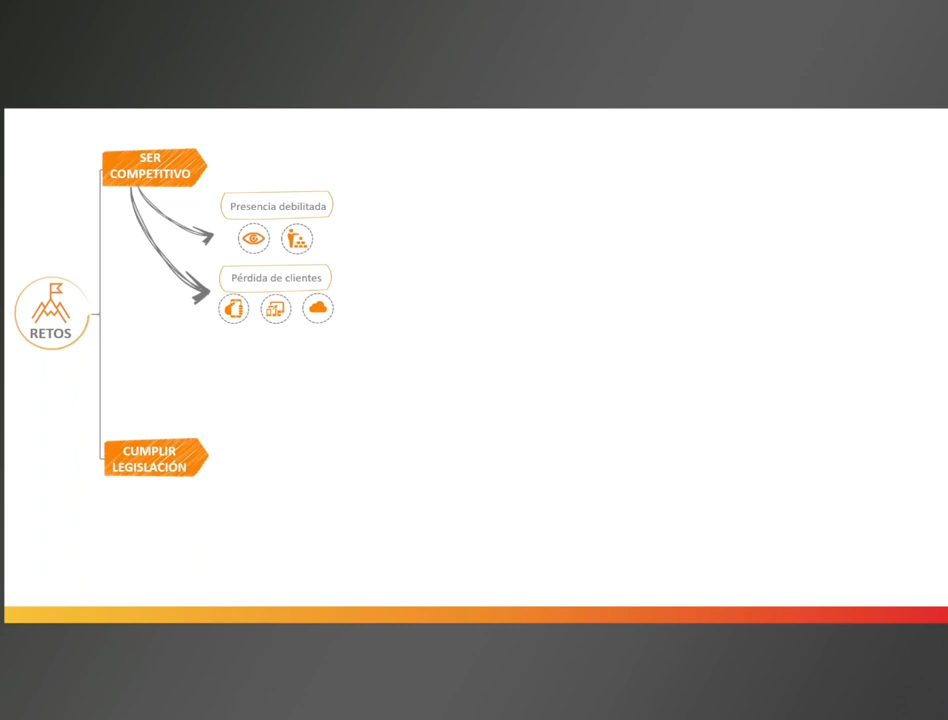 SER
COMPETITIVO
Presencia debilitada
Pérdida de clientes
RETOS
CUMPLIR
LEGISLACIÓN